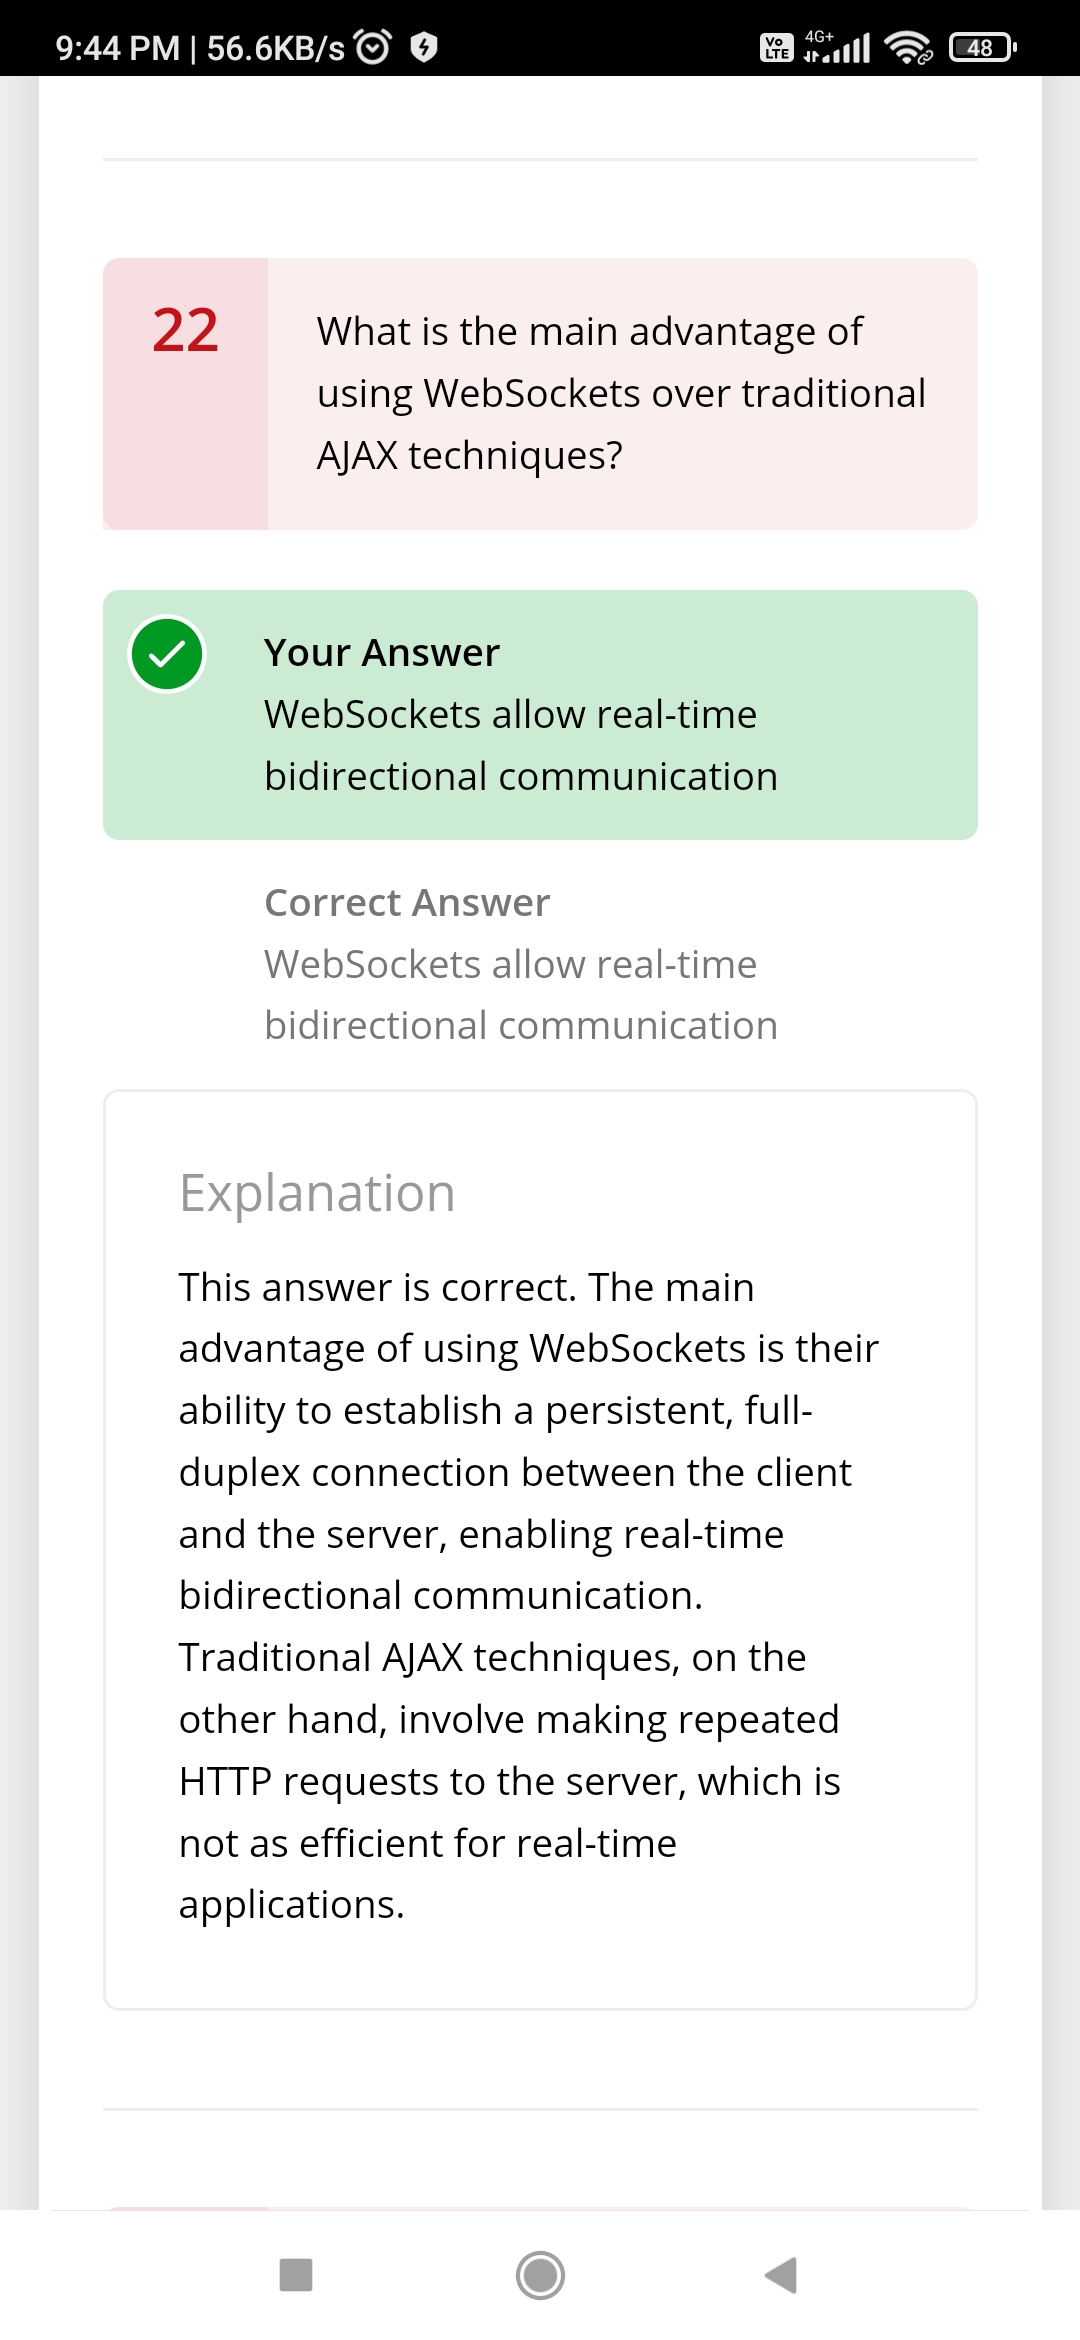 9:44 PM | 56.6KB/s
Vo LTE 4G+ 48
22
What is the main advantage of
using WebSockets over traditional
AJAX techniques?
Your Answer
WebSockets allow real-time
bidirectional communication
Correct Answer
WebSockets allow real-time
bidirectional communication
Explanation
This answer is correct. The main
advantage of using WebSockets is their
ability to establish a persistent, full-
duplex connection between the client
and the server, enabling real-time
bidirectional communication.
Traditional AJAX techniques, on the
other hand, involve making repeated
HTTP requests to the server, which is
not as efficient for real-time
applications.